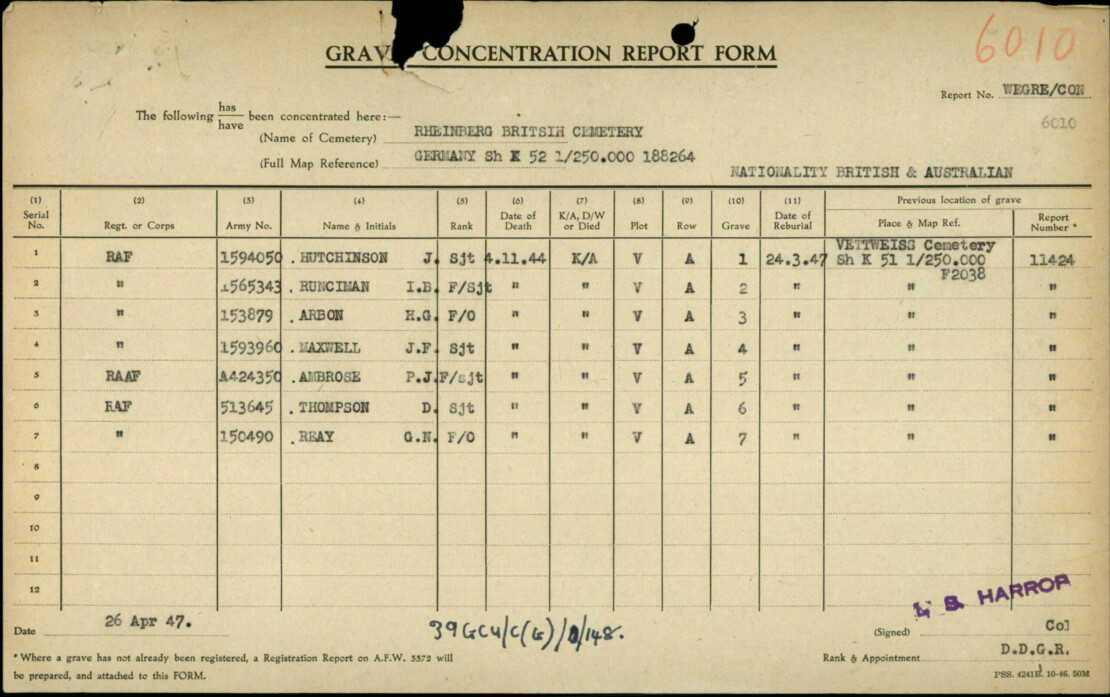 6010
GRAVE CONCENTRATION REPORT FORM
Report No. WEGRE/CON
6010
The following has/have been concentrated here:—
(Name of Cemetery) RHEINBERG BRITSIH CEMETERY
(Full Map Reference) GERMANY Sh K 52 1/250.000 188264
NATIONALITY BRITISH & AUSTRALIAN
(1) Serial No. (2) Regt. or Corps (3) Army No. (4) Name & Initials (5) Rank (6) Date of Death (7) K/A, D/W or Died (8) Plot (9) Row (10) Grave (11) Date of Reburial Previous location of grave Place & Map Ref. Report Number *
1 RAF 1594050 .HUTCHINSON J. Sjt 4.11.44 K/A V A 1 24.3.47 VETTWEISS Cemetery Sh K 51 1/250.000 F2038 11424
2 " 1565343 .RUNCIMAN I.B. F/Sjt " " V A 2 " " "
3 " 153879 .ARBON H.G. F/O " " V A 3 " " "
4 " 1593960 .MAXWELL J.F. Sjt " " V A 4 " " "
5 RAAF A424350 .AMBROSE P.J. F/sjt " " V A 5 " " "
6 RAF 513645 .THOMPSON D. Sjt " " V A 6 " " "
7 " 150490 .REAY G.N. F/O " " V A 7 " " "
8
9
10
11
12
Date 26 Apr 47.
39 GCU/C(G)/ /148.
S. HARROP
(Signed) Col
Rank & Appointment D.D.G.R.
* Where a grave has not already been registered, a Registration Report on A.F.W. 3372 will
be prepared, and attached to this FORM.
PSS. 4241B. 10-46. 50M